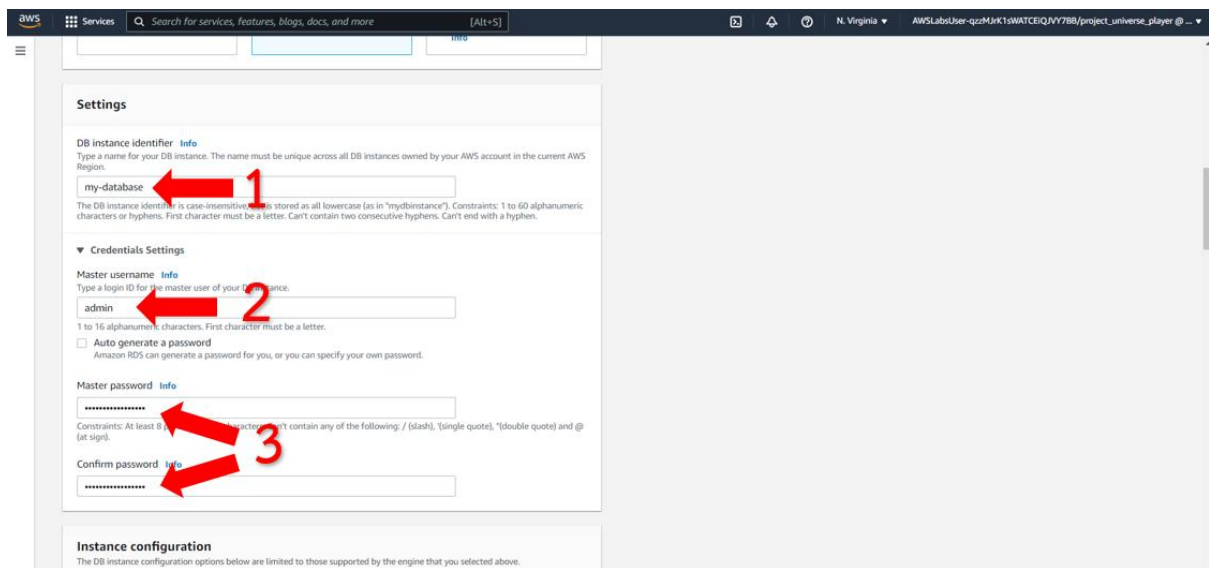 aws Services Search for services, features, blogs, docs, and more [Alt+S] N. Virginia ▼ AWSLabsUser-qzzMJrK1sWATCEiQJVY7BB/project_universe_player @ ... ▼
Info
Settings
DB instance identifier Info
Type a name for your DB instance. The name must be unique across all DB instances owned by your AWS account in the current AWS
Region.
my-database 1
The DB instance identifier is case-insensitive, is stored as all lowercase (as in "mydbinstance"). Constraints: 1 to 60 alphanumeric
characters or hyphens. First character must be a letter. Can't contain two consecutive hyphens. Can't end with a hyphen.
▼ Credentials Settings
Master username Info
Type a login ID for the master user of your DB instance.
admin 2
1 to 16 alphanumeric characters. First character must be a letter.
Auto generate a password
Amazon RDS can generate a password for you, or you can specify your own password.
Master password Info
••••••••••••••••
Constraints: At least 8 characters. Can't contain any of the following: / (slash), '(single quote), "(double quote) and @
(at sign).
3
Confirm password Info
••••••••••••••••
Instance configuration
The DB instance configuration options below are limited to those supported by the engine that you selected above.